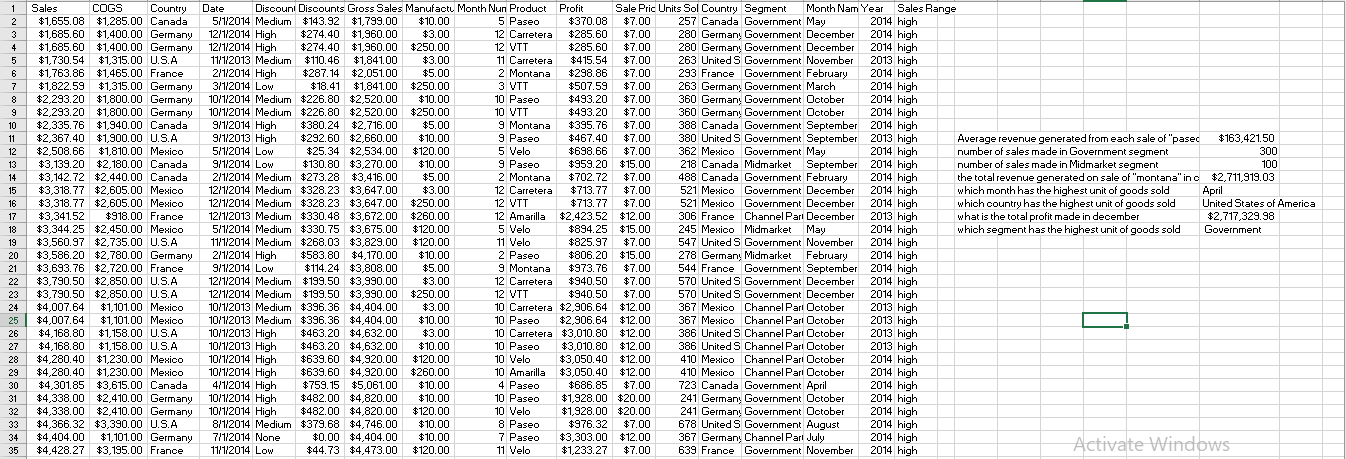 1 Sales COGS Country Date Discount Discounts Gross Sales Manufactu Month Num Product Profit Sale Pric Units Sol Country Segment Month Nam Year Sales Range
2 $1,655.08 $1,285.00 Canada 5/1/2014 Medium $143.92 $1,799.00 $10.00 5 Paseo $370.08 $7.00 257 Canada Government May 2014 high
3 $1,685.60 $1,400.00 Germany 12/1/2014 High $274.40 $1,960.00 $3.00 12 Carretera $285.60 $7.00 280 Germany Government December 2014 high
4 $1,685.60 $1,400.00 Germany 12/1/2014 High $274.40 $1,960.00 $250.00 12 VTT $285.60 $7.00 280 Germany Government December 2014 high
5 $1,730.54 $1,315.00 U.S.A 11/1/2013 Medium $110.46 $1,841.00 $3.00 11 Carretera $415.54 $7.00 263 United S Government November 2013 high
6 $1,763.86 $1,465.00 France 2/1/2014 High $287.14 $2,051.00 $5.00 2 Montana $298.86 $7.00 293 France Government February 2014 high
7 $1,822.59 $1,315.00 Germany 3/1/2014 Low $18.41 $1,841.00 $250.00 3 VTT $507.59 $7.00 263 Germany Government March 2014 high
8 $2,293.20 $1,800.00 Germany 10/1/2014 Medium $226.80 $2,520.00 $10.00 10 Paseo $493.20 $7.00 360 Germany Government October 2014 high
9 $2,293.20 $1,800.00 Germany 10/1/2014 Medium $226.80 $2,520.00 $250.00 10 VTT $493.20 $7.00 360 Germany Government October 2014 high
10 $2,335.76 $1,940.00 Canada 9/1/2014 High $380.24 $2,716.00 $5.00 9 Montana $395.76 $7.00 388 Canada Government September 2014 high
11 $2,367.40 $1,900.00 U.S.A 9/1/2013 High $292.60 $2,660.00 $10.00 9 Paseo $467.40 $7.00 380 United S Government September 2013 high Average revenue generated from each sale of "pasec $163,421.50
12 $2,508.66 $1,810.00 Mexico 5/1/2014 Low $25.34 $2,534.00 $120.00 5 Velo $698.66 $7.00 362 Mexico Government May 2014 high number of sales made in Government segment 300
13 $3,139.20 $2,180.00 Canada 9/1/2014 Low $130.80 $3,270.00 $10.00 9 Paseo $959.20 $15.00 218 Canada Midmarket September 2014 high number of sales made in Midmarket segment 100
14 $3,142.72 $2,440.00 Canada 2/1/2014 Medium $273.28 $3,416.00 $5.00 2 Montana $702.72 $7.00 488 Canada Government February 2014 high the total revenue generated on sale of "montana" in c $2,711,919.03
15 $3,318.77 $2,605.00 Mexico 12/1/2014 Medium $328.23 $3,647.00 $3.00 12 Carretera $713.77 $7.00 521 Mexico Government December 2014 high which month has the highest unit of goods sold April
16 $3,318.77 $2,605.00 Mexico 12/1/2014 Medium $328.23 $3,647.00 $250.00 12 VTT $713.77 $7.00 521 Mexico Government December 2014 high which country has the highest unit of goods sold United States of America
17 $3,341.52 $918.00 France 12/1/2013 Medium $330.48 $3,672.00 $260.00 12 Amarilla $2,423.52 $12.00 306 France Channel Part December 2013 high what is the total profit made in december $2,717,329.98
18 $3,344.25 $2,450.00 Mexico 5/1/2014 Medium $330.75 $3,675.00 $120.00 5 Velo $894.25 $15.00 245 Mexico Midmarket May 2014 high which segment has the highest unit of goods sold Government
19 $3,560.97 $2,735.00 U.S.A 11/1/2014 Medium $268.03 $3,829.00 $120.00 11 Velo $825.97 $7.00 547 United S Government November 2014 high
20 $3,586.20 $2,780.00 Germany 2/1/2014 High $583.80 $4,170.00 $10.00 2 Paseo $806.20 $15.00 278 Germany Midmarket February 2014 high
21 $3,693.76 $2,720.00 France 9/1/2014 Low $114.24 $3,808.00 $5.00 9 Montana $973.76 $7.00 544 France Government September 2014 high
22 $3,790.50 $2,850.00 U.S.A 12/1/2014 Medium $199.50 $3,990.00 $3.00 12 Carretera $940.50 $7.00 570 United S Government December 2014 high
23 $3,790.50 $2,850.00 U.S.A 12/1/2014 Medium $199.50 $3,990.00 $250.00 12 VTT $940.50 $7.00 570 United S Government December 2014 high
24 $4,007.64 $1,101.00 Mexico 10/1/2013 Medium $396.36 $4,404.00 $3.00 10 Carretera $2,906.64 $12.00 367 Mexico Channel Part October 2013 high
25 $4,007.64 $1,101.00 Mexico 10/1/2013 Medium $396.36 $4,404.00 $10.00 10 Paseo $2,906.64 $12.00 367 Mexico Channel Part October 2013 high
26 $4,168.80 $1,158.00 U.S.A 10/1/2013 High $463.20 $4,632.00 $3.00 10 Carretera $3,010.80 $12.00 386 United S Channel Part October 2013 high
27 $4,168.80 $1,158.00 U.S.A 10/1/2013 High $463.20 $4,632.00 $10.00 10 Paseo $3,010.80 $12.00 386 United S Channel Part October 2013 high
28 $4,280.40 $1,230.00 Mexico 10/1/2014 High $639.60 $4,920.00 $120.00 10 Velo $3,050.40 $12.00 410 Mexico Channel Part October 2014 high
29 $4,280.40 $1,230.00 Mexico 10/1/2014 High $639.60 $4,920.00 $260.00 10 Amarilla $3,050.40 $12.00 410 Mexico Channel Part October 2014 high
30 $4,301.85 $3,615.00 Canada 4/1/2014 High $759.15 $5,061.00 $10.00 4 Paseo $686.85 $7.00 723 Canada Government April 2014 high
31 $4,338.00 $2,410.00 Germany 10/1/2014 High $482.00 $4,820.00 $10.00 10 Paseo $1,928.00 $20.00 241 Germany Government October 2014 high
32 $4,338.00 $2,410.00 Germany 10/1/2014 High $482.00 $4,820.00 $120.00 10 Velo $1,928.00 $20.00 241 Germany Government October 2014 high
33 $4,366.32 $3,390.00 U.S.A 8/1/2014 Medium $379.68 $4,746.00 $10.00 8 Paseo $976.32 $7.00 678 United S Government August 2014 high
34 $4,404.00 $1,101.00 Germany 7/1/2014 None $0.00 $4,404.00 $10.00 7 Paseo $3,303.00 $12.00 367 Germany Channel Part July 2014 high
35 $4,428.27 $3,195.00 France 11/1/2014 Low $44.73 $4,473.00 $120.00 11 Velo $1,233.27 $7.00 639 France Government November 2014 high
Activate Windows